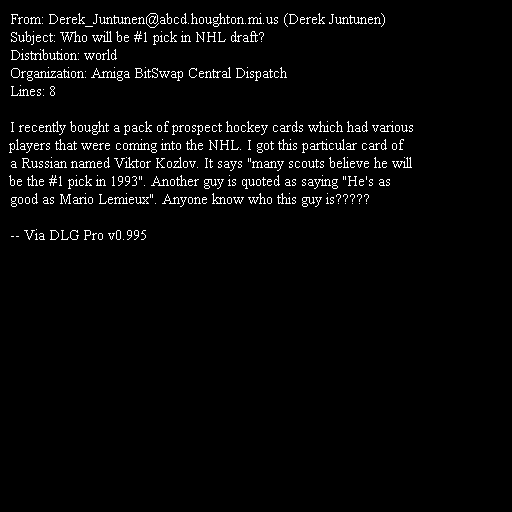 From: Derek_Juntunen@abcd.houghton.mi.us (Derek Juntunen)
Subject: Who will be #1 pick in NHL draft?
Distribution: world
Organization: Amiga BitSwap Central Dispatch
Lines: 8

I recently bought a pack of prospect hockey cards which had various
players that were coming into the NHL. I got this particular card of
a Russian named Viktor Kozlov. It says "many scouts believe he will
be the #1 pick in 1993". Another guy is quoted as saying "He's as
good as Mario Lemieux". Anyone know who this guy is?????

-- Via DLG Pro v0.995